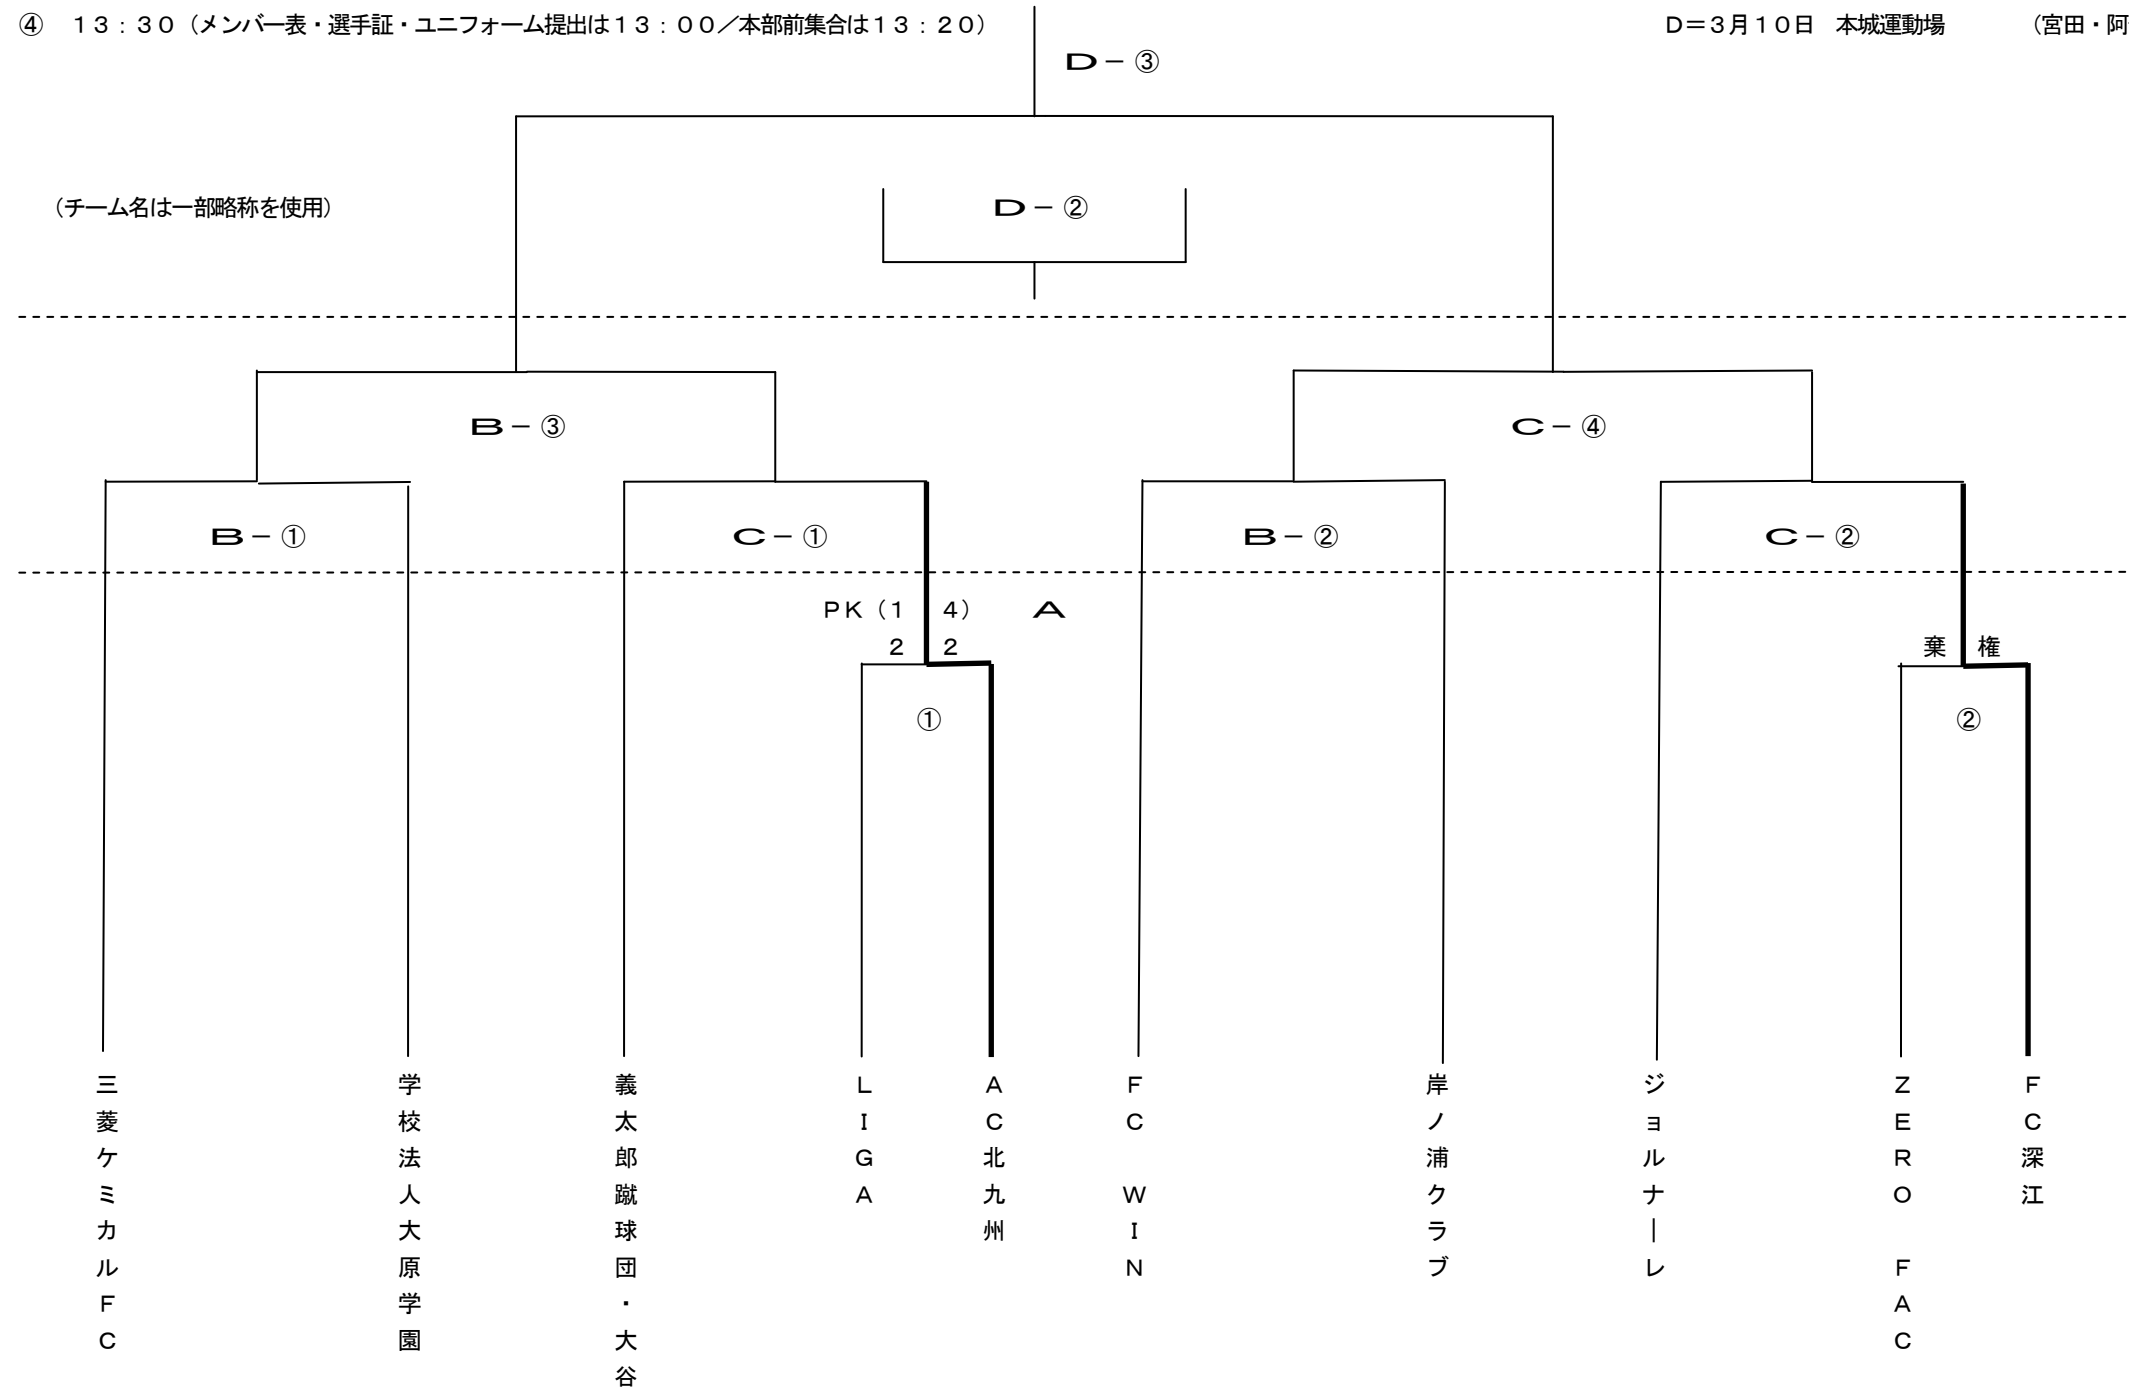 ④　１３：３０（メンバー表・選手証・ユニフォーム提出は１３：００／本部前集合は１３：２０）
Ｄ＝３月１０日　本城運動場　　　（宮田・阿
Ｄ－③
（チーム名は一部略称を使用）
Ｄ－②
Ｂ－③
Ｃ－④
Ｂ－①
Ｃ－①
Ｂ－②
Ｃ－②
ＰＫ（１　４）
Ａ
２　２
棄　権
①
②
三菱ケミカルＦＣ
学校法人大原学園
義太郎蹴球団・大谷
ＬＩＧＡ
ＡＣ北九州
ＦＣ　ＷＩＮ
岸ノ浦クラブ
ジョルナーレ
ＺＥＲＯ　ＦＡＣ
ＦＣ深江